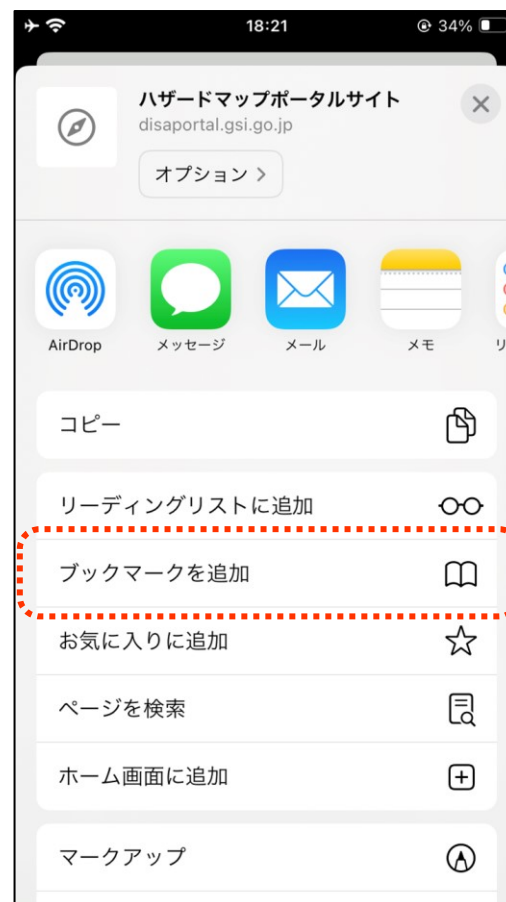 18:21
34%
ハザードマップポータルサイト
disaportal.gsi.go.jp
オプション
AirDrop
メッセージ
メール
メモ
リ
コピー
リーディングリストに追加
ブックマークを追加
お気に入りに追加
ページを検索
ホーム画面に追加
マークアップ